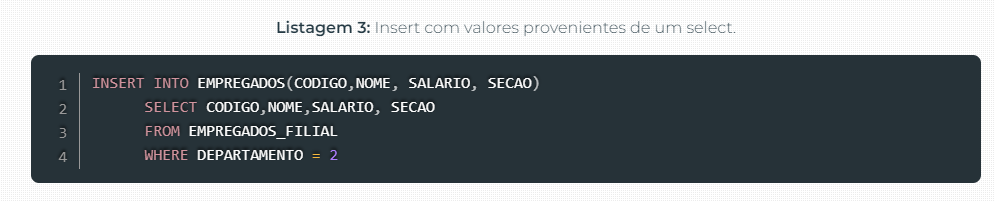 Listagem 3: Insert com valores provenientes de um select.
1 INSERT INTO EMPREGADOS(CODIGO,NOME, SALARIO, SECAO)
2 SELECT CODIGO,NOME,SALARIO, SECAO
3 FROM EMPREGADOS_FILIAL
4 WHERE DEPARTAMENTO = 2